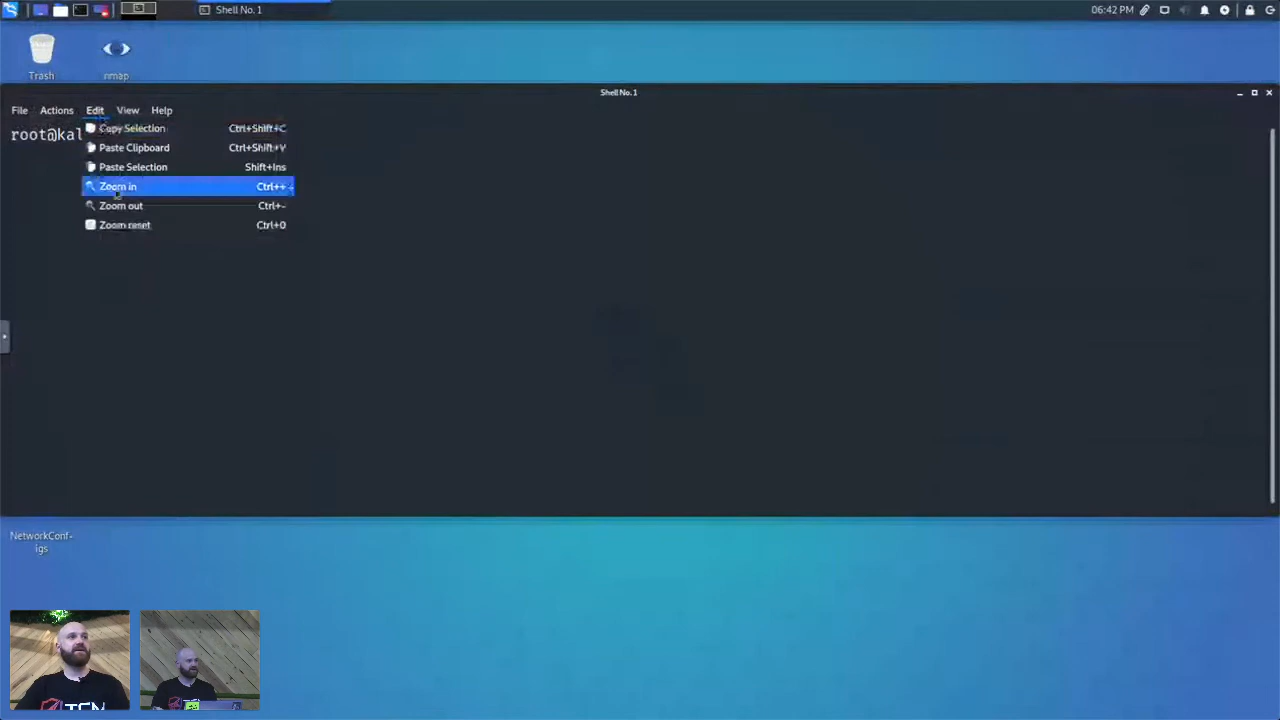 Shell No. 1
06:42 PM
Trash
nmap
Shell No. 1
File Actions Edit View Help
root@kal
Copy Selection Ctrl+Shift+C
Paste Clipboard Ctrl+Shift+V
Paste Selection Shift+Ins
Zoom in Ctrl++
Zoom out Ctrl+-
Zoom reset Ctrl+0
NetworkConf-
igs